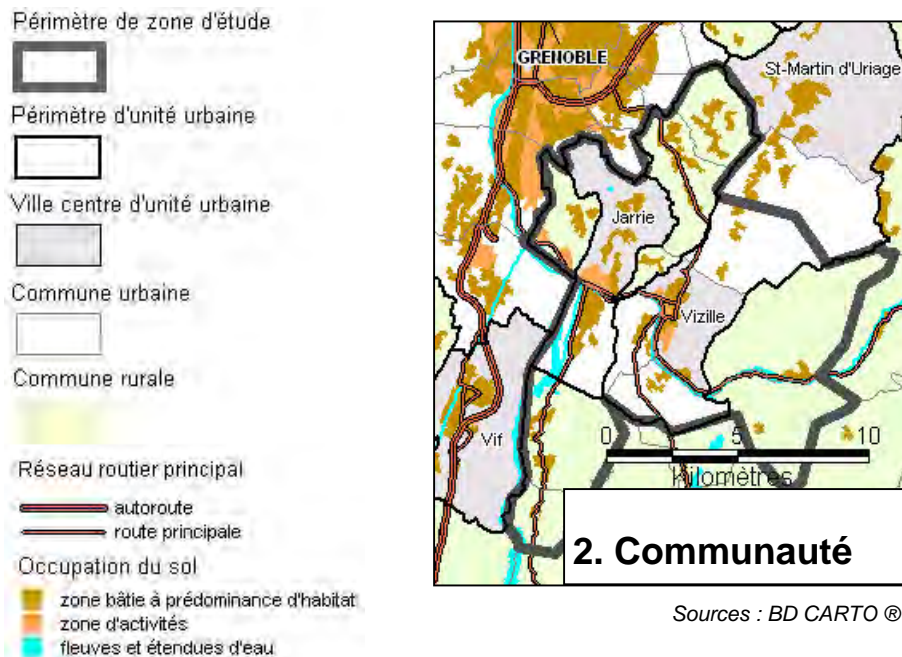 Périmètre de zone d'étude
Périmètre d'unité urbaine
Ville centre d'unité urbaine
Commune urbaine
Commune rurale
Réseau routier principal
autoroute
route principale
Occupation du sol
zone bâtie à prédominance d'habitat
zone d'activités
fleuves et étendues d'eau
GRENOBLE
St-Martin d'Uriage
Jarrie
Vizille
Vif
0 5 10
Kilomètres
2. Communauté
Sources : BD CARTO ®